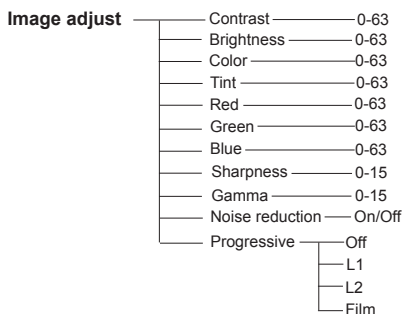 Image adjust Contrast 0-63
Brightness 0-63
Color 0-63
Tint 0-63
Red 0-63
Green 0-63
Blue 0-63
Sharpness 0-15
Gamma 0-15
Noise reduction On/Off
Progressive Off
L1
L2
Film